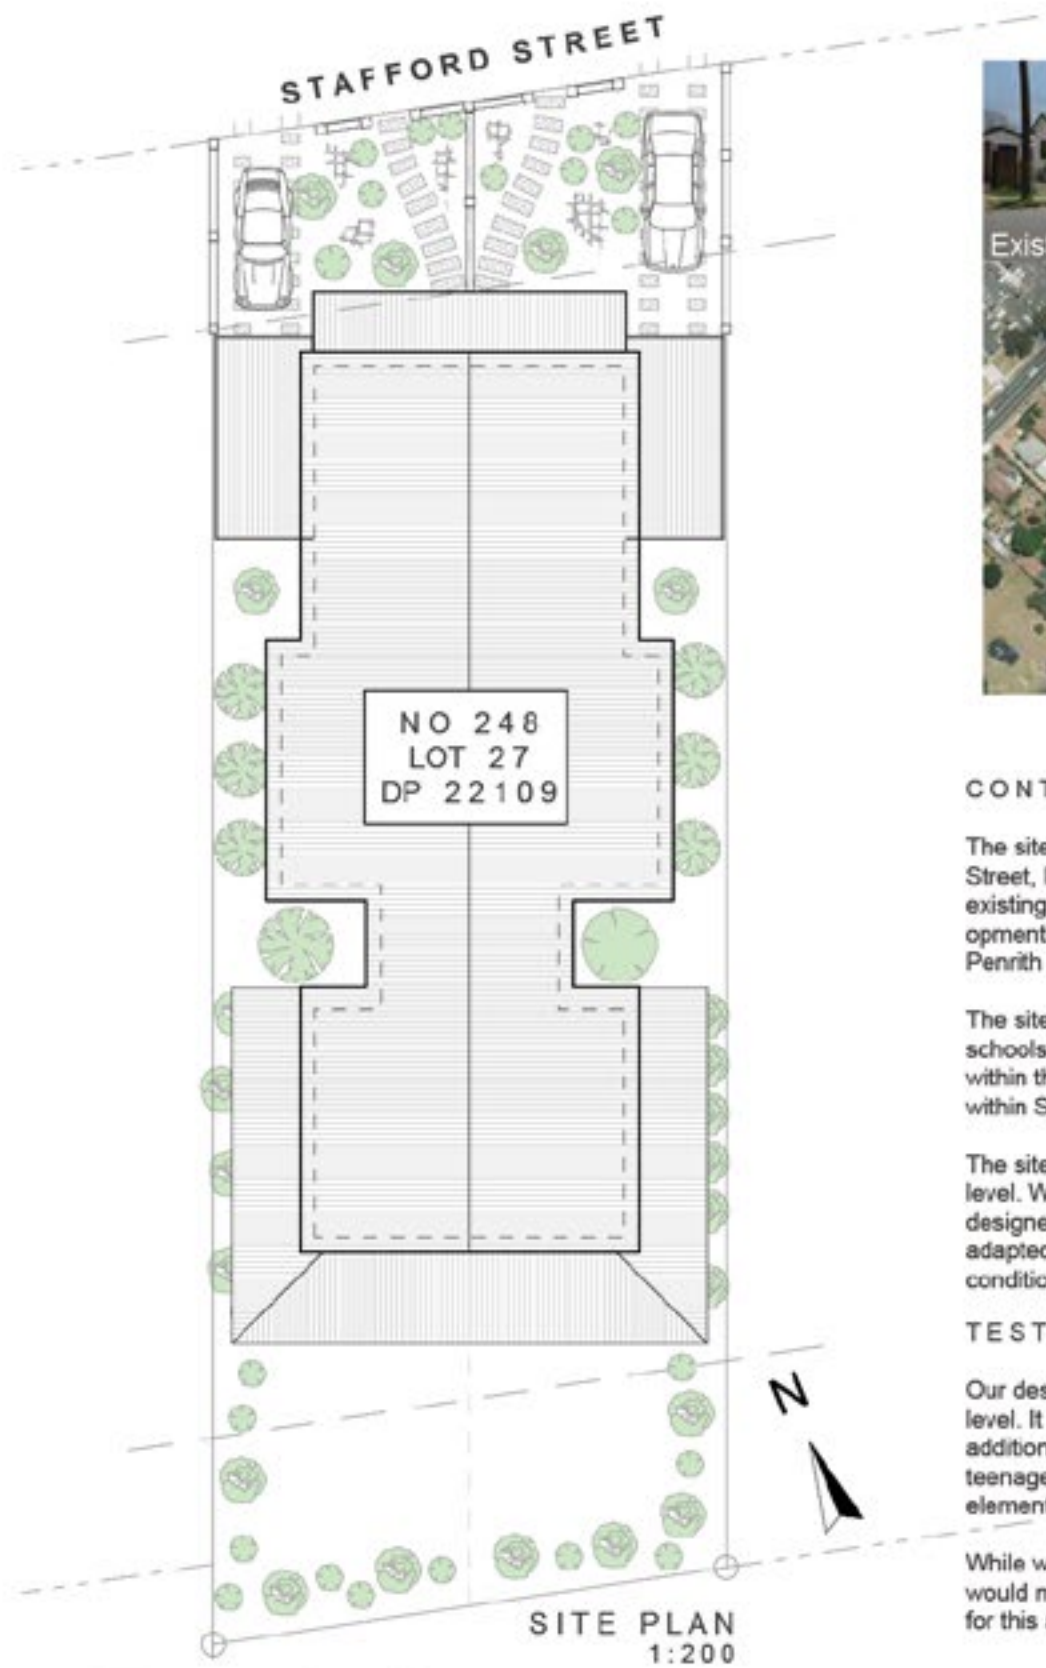 STAFFORD STREET
NO 248
LOT 27
DP 22109
N
SITE PLAN
1:200
Exis
CONT
The site
Street,
existing
opment
Penrith
The site
schools
within th
within S
The site
level. W
designe
adapted
conditio
TEST
Our des
level. It
addition
teenage
element
While w
would n
for this